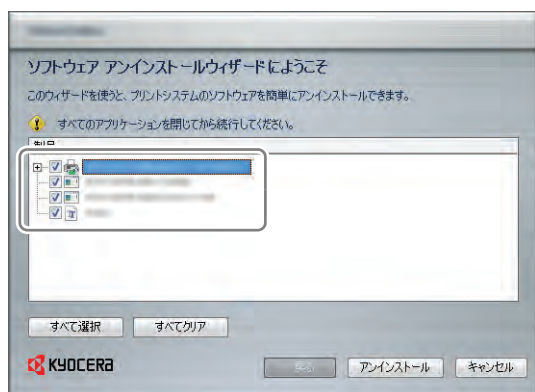 ソフトウェア アンインストールウィザードにようこそ
このウィザードを使うと、プリントシステムのソフトウェアを簡単にアンインストールできます。
すべてのアプリケーションを閉じてから続行してください。
製品
すべて選択 すべてクリア
KYOCERA アンインストール キャンセル